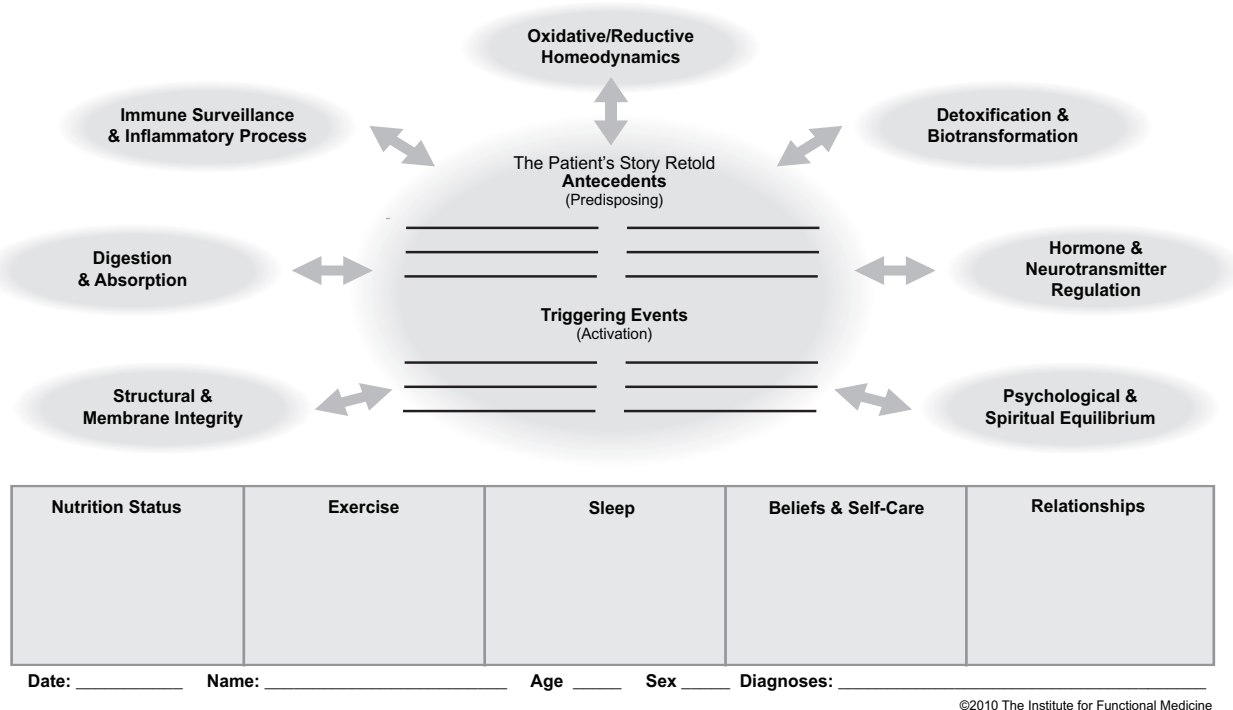 Oxidative/Reductive
Homeodynamics
Immune Surveillance
& Inflammatory Process
Detoxification &
Biotransformation
The Patient's Story Retold
Antecedents
(Predisposing)
Digestion
& Absorption
Hormone &
Neurotransmitter
Regulation
Triggering Events
(Activation)
Structural &
Membrane Integrity
Psychological &
Spiritual Equilibrium
Nutrition Status
Exercise
Sleep
Beliefs & Self-Care
Relationships
Date: ___________ Name: _________________________ Age _____ Sex _____ Diagnoses: ______________________________________
©2010 The Institute for Functional Medicine